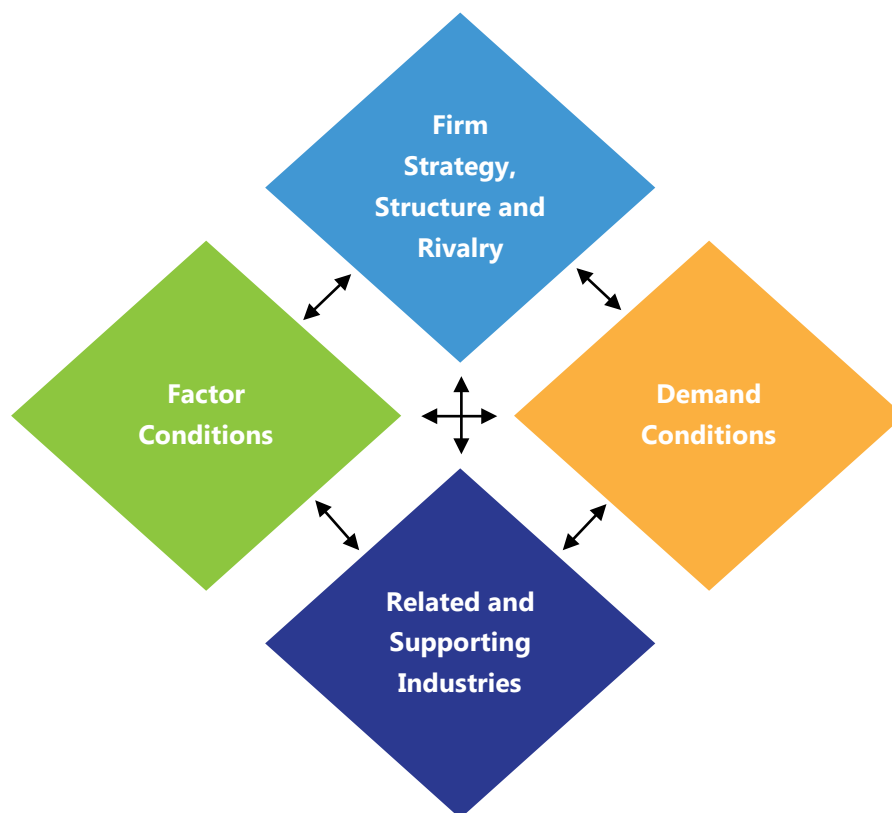 Firm
Strategy,
Structure and
Rivalry
Factor
Conditions
Demand
Conditions
Related and
Supporting
Industries